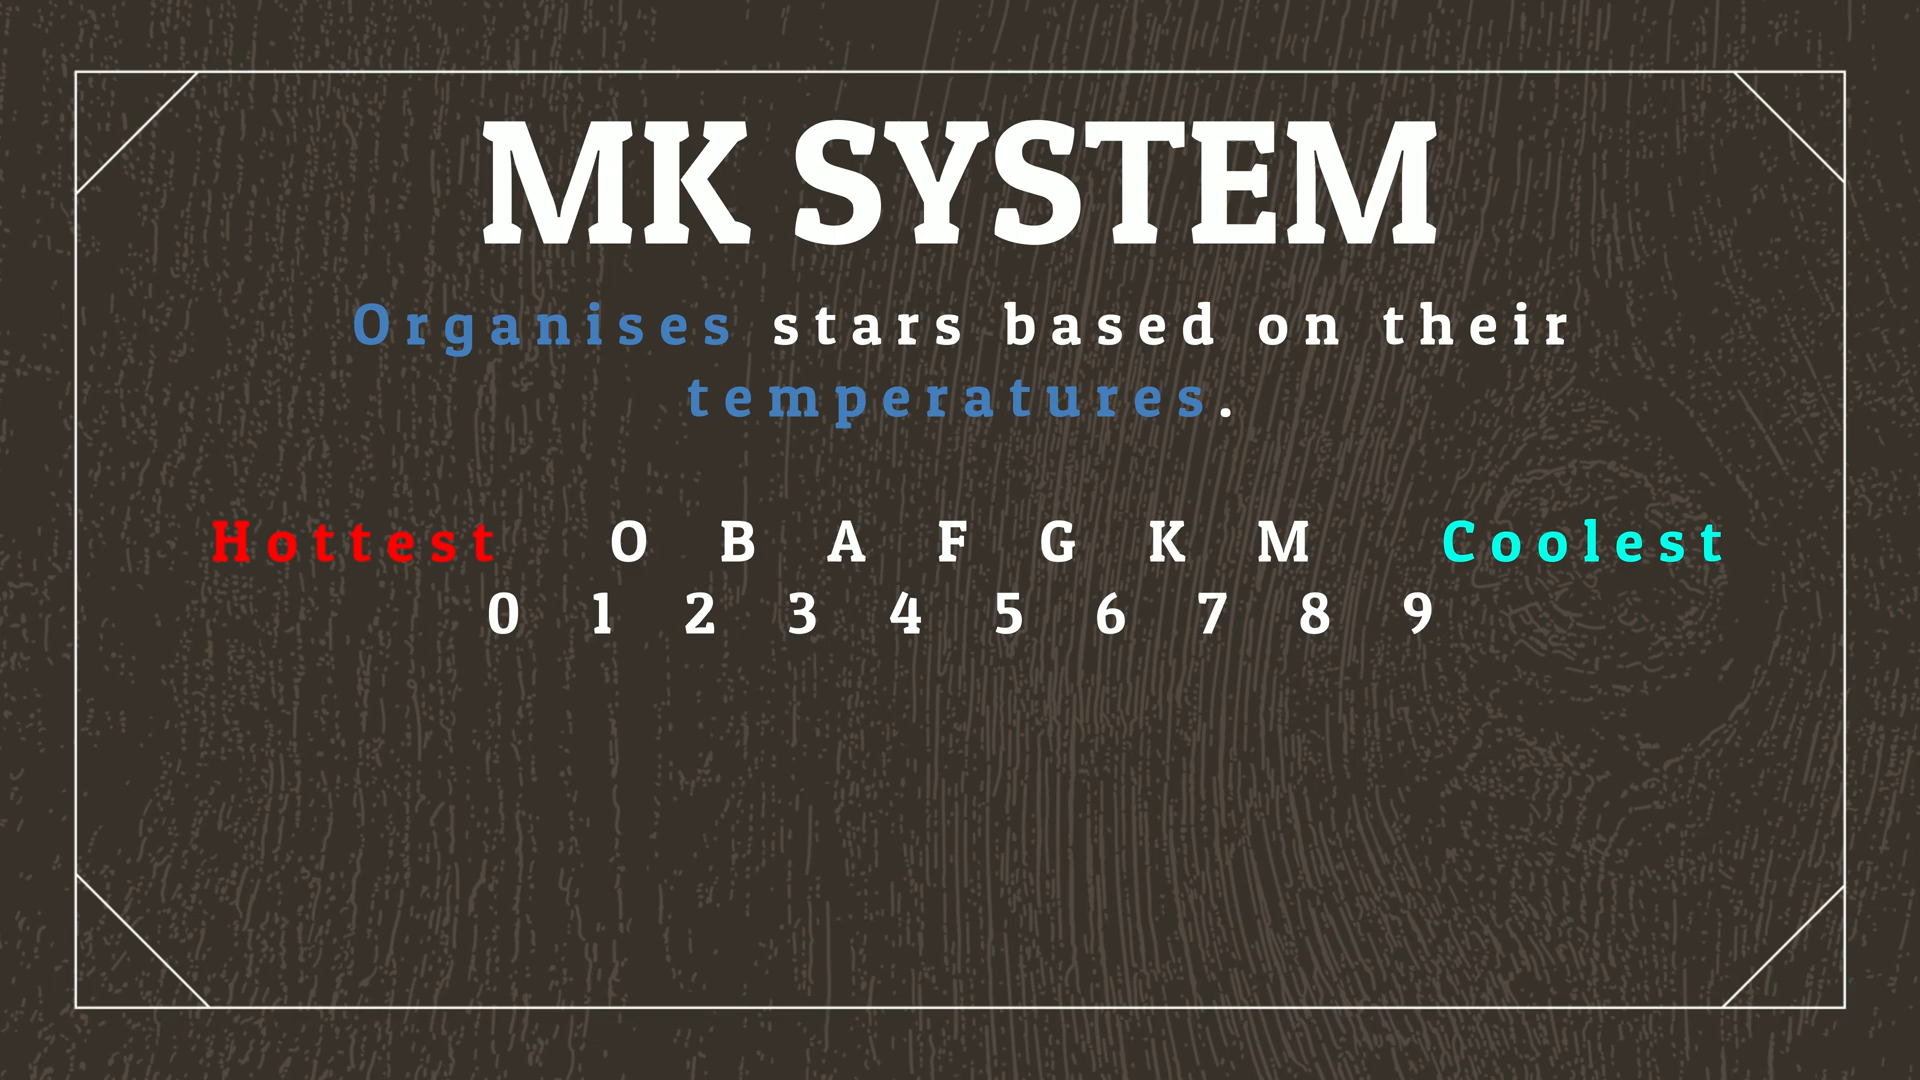 MK SYSTEM
Organises stars based on their
temperatures.
Hottest O B A F G K M Coolest
0 1 2 3 4 5 6 7 8 9